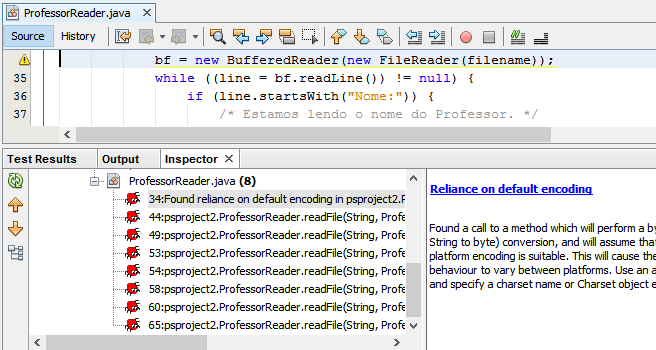 ProfessorReader.java
Source History
bf = new BufferedReader(new FileReader(filename));
35 while ((line = bf.readLine()) != null) {
36 if (line.startsWith("Nome:")) {
37 /* Estamos lendo o nome do Professor. */
Test Results Output Inspector
ProfessorReader.java (8)
34:Found reliance on default encoding in psproject2.P
44:psproject2.ProfessorReader.readFile(String, Profe
49:psproject2.ProfessorReader.readFile(String, Profe
53:psproject2.ProfessorReader.readFile(String, Profe
54:psproject2.ProfessorReader.readFile(String, Profe
58:psproject2.ProfessorReader.readFile(String, Profe
60:psproject2.ProfessorReader.readFile(String, Profe
65:psproject2.ProfessorReader.readFile(String, Profe
Reliance on default encoding
Found a call to a method which will perform a by
String to byte) conversion, and will assume that
platform encoding is suitable. This will cause the
behaviour to vary between platforms. Use an a
and specify a charset name or Charset object e